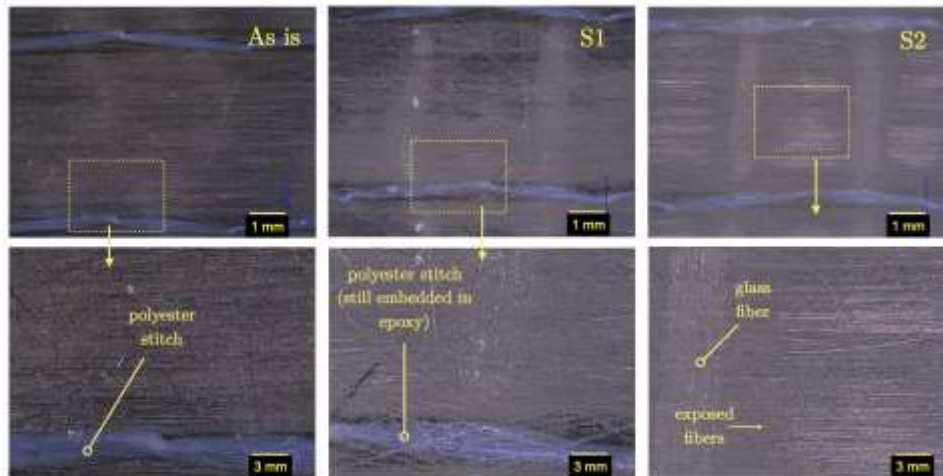 As is
S1
S2
1 mm
1 mm
1 mm
polyester
stitch
3 mm
polyester stitch
(still embedded in
epoxy)
3 mm
glass
fiber
exposed
fibers
3 mm